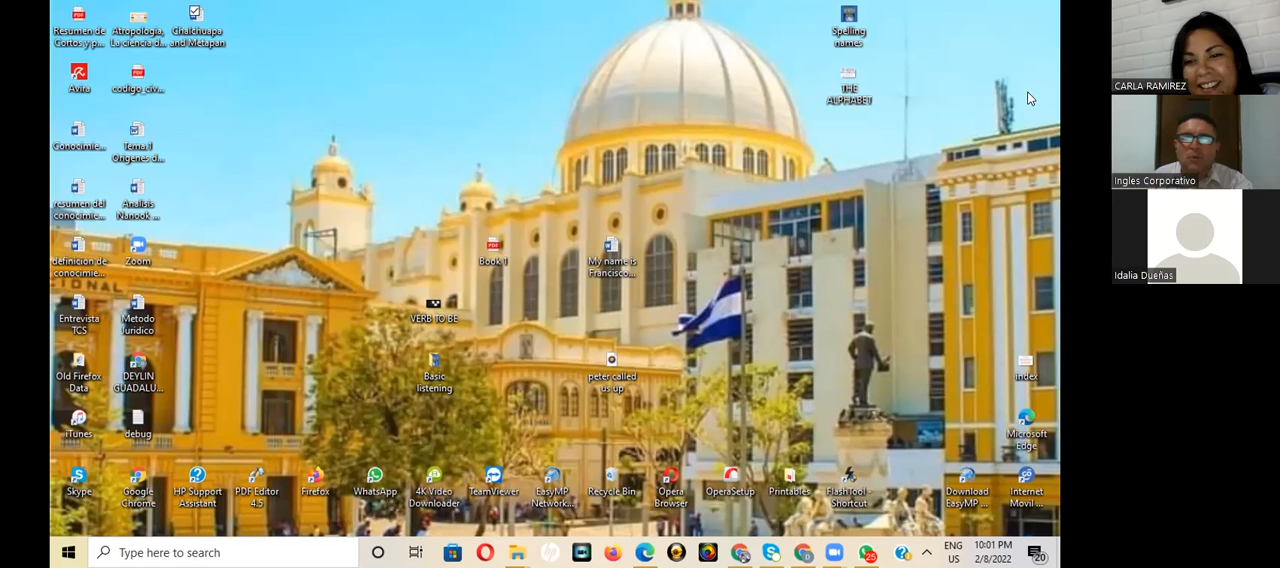 Resumen de
Cortos y p...
Atropologia,
La ciencia d...
Chalchuapa
and Metapan
Spelling
names
Avira
codigo_civ...
THE
ALPHABET
Conocimie...
Tema.1
Origenes d...
resumen del
conocimie...
Analisis
Nanook ...
definicion de
conocimie...
Zoom
Book 1
My name is
Francisco...
IONAL
Entrevista
TCS
Metodo
Juridico
VERB TO BE
Old Firefox
Data
DEYLIN
GUADALU...
Basic
listening
peter called
us up
index
iTunes
debug
Microsoft
Edge
Skype
Google
Chrome
HP Support
Assistant
PDF Editor
4.5
Firefox
WhatsApp
4K Video
Downloader
TeamViewer
EasyMP
Network...
Recycle Bin
Opera
Browser
OperaSetup
Printables
FlashTool -
Shortcut
Download
EasyMP ...
Internet
Movil ...
Type here to search
25
ENG
US
10:01 PM
2/8/2022
20
CARLA RAMIREZ
Ingles Corporativo
Idalia Dueñas